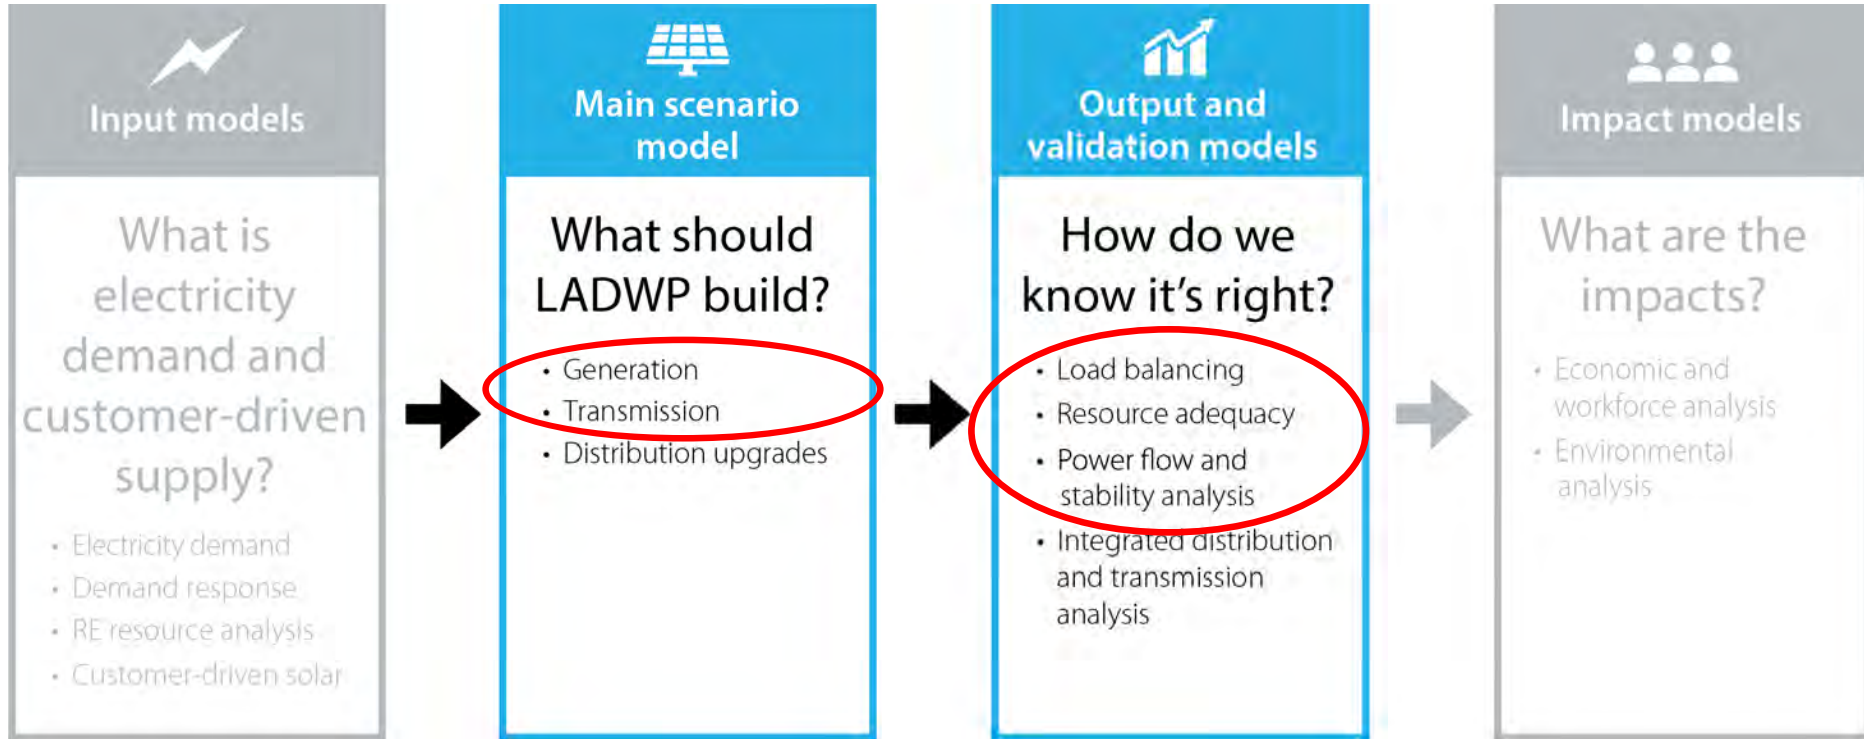 Input models
What is
electricity
demand and
customer-driven
supply?
• Electricity demand
• Demand response
• RE resource analysis
• Customer-driven solar
Main scenario
model
What should
LADWP build?
• Generation
• Transmission
• Distribution upgrades
Output and
validation models
How do we
know it's right?
• Load balancing
• Resource adequacy
• Power flow and
stability analysis
• Integrated distribution
and transmission
analysis
Impact models
What are the
impacts?
• Economic and
workforce analysis
• Environmental
analysis